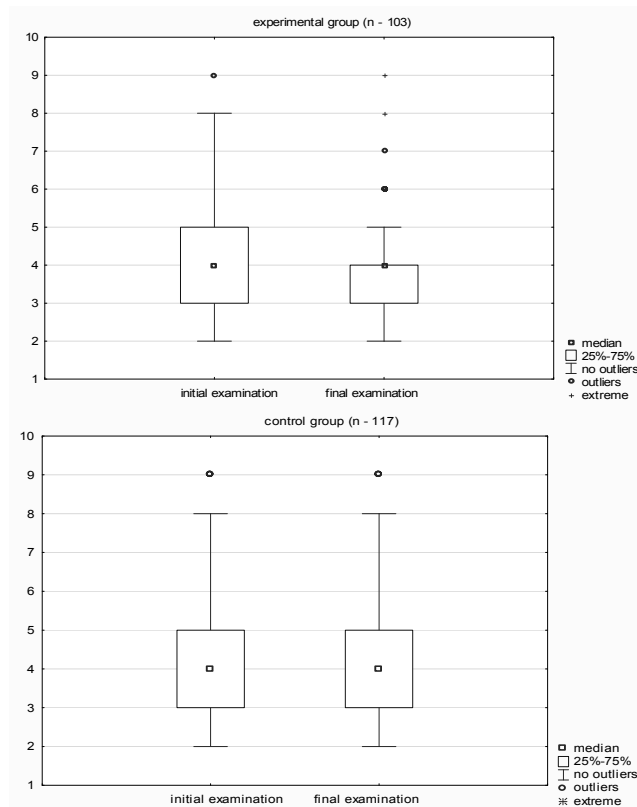 experimental group (n - 103)
10
9
8
7
6
5
4
3
2
1
initial examination final examination
median
25%-75%
no outliers
outliers
extreme
control group (n - 117)
10
9
8
7
6
5
4
3
2
1
initial examination final examination
median
25%-75%
no outliers
outliers
extreme